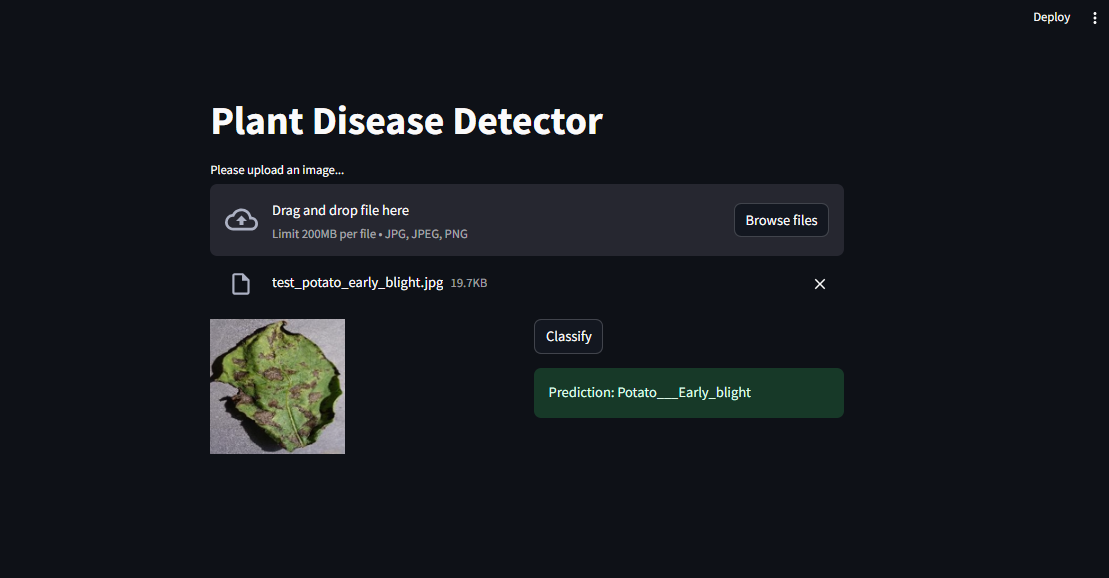 Deploy
Plant Disease Detector
Please upload an image...
Drag and drop file here
Limit 200MB per file • JPG, JPEG, PNG
Browse files
test_potato_early_blight.jpg 19.7KB
Classify
Prediction: Potato___Early_blight